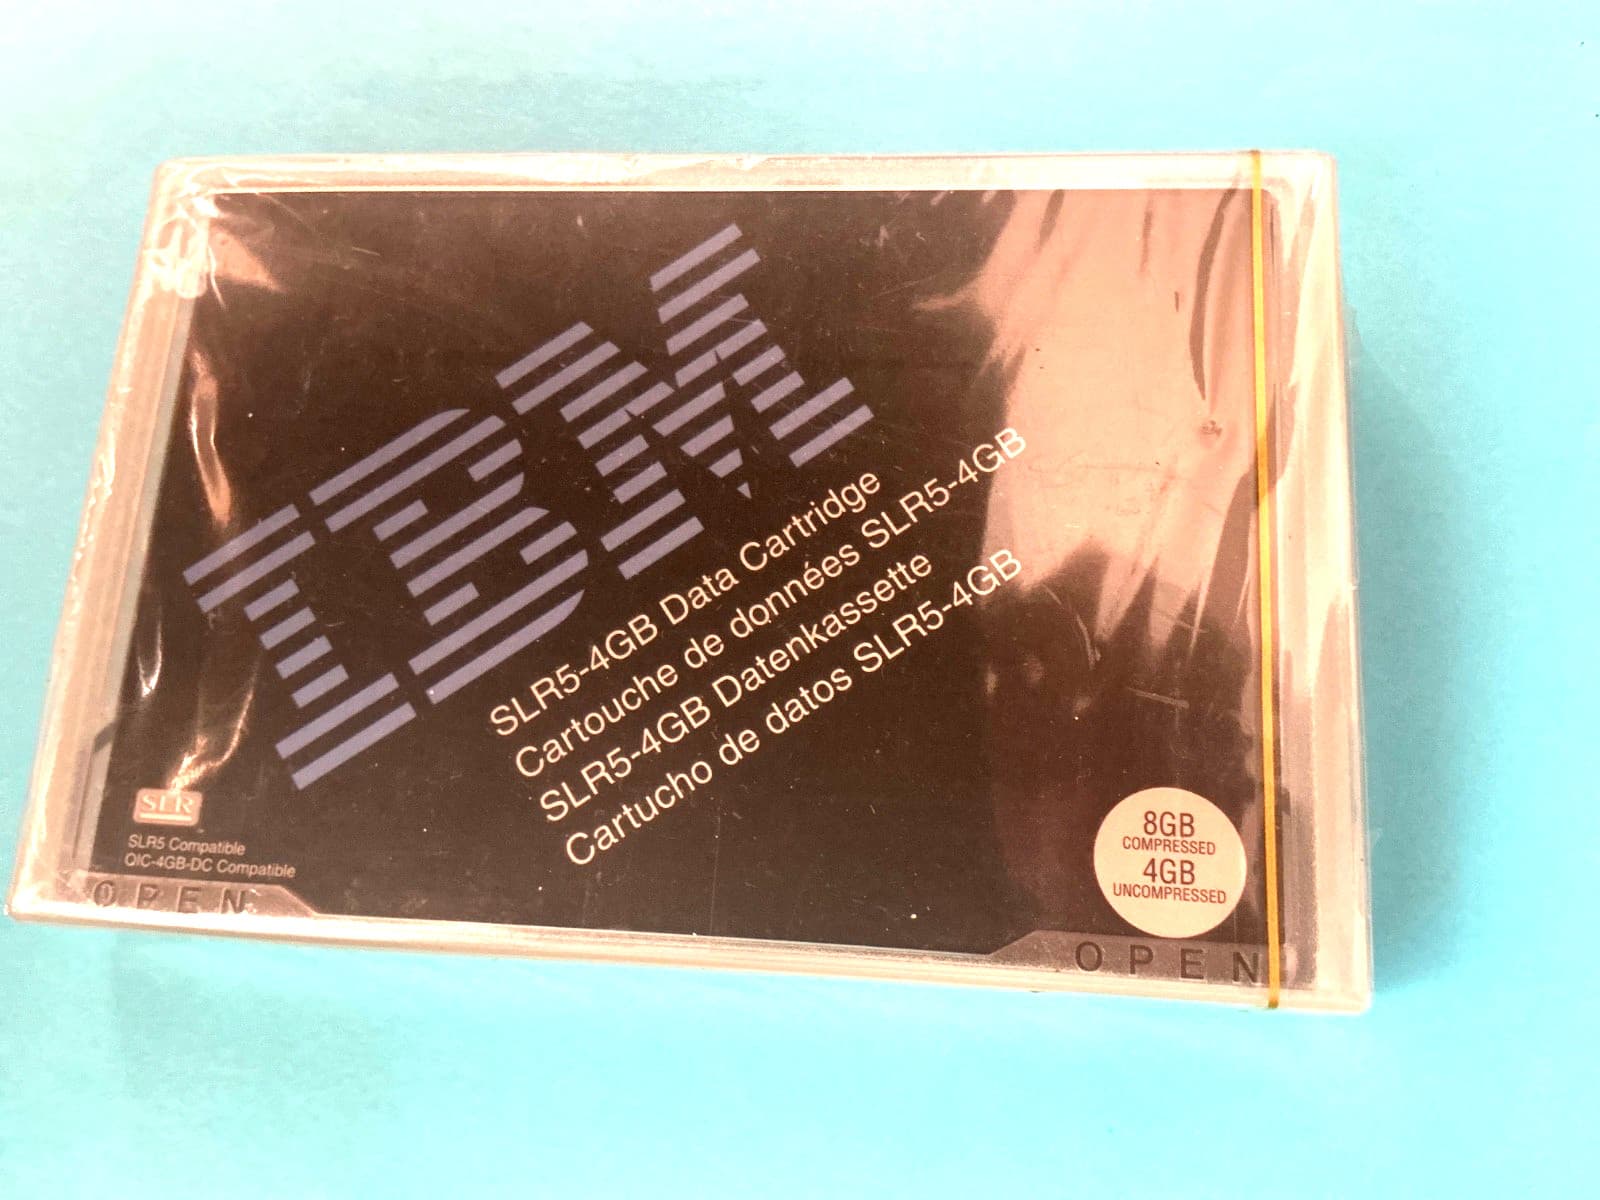 IBM
SLR5-4GB Data Cartridge
Cartouche de données SLR5-4GB
SLR5-4GB Datenkassette
Cartucho de datos SLR5-4GB
SLR
SLR5 Compatible
QIC-4GB-DC Compatible
OPEN
8GB
COMPRESSED
4GB
UNCOMPRESSED
OPEN